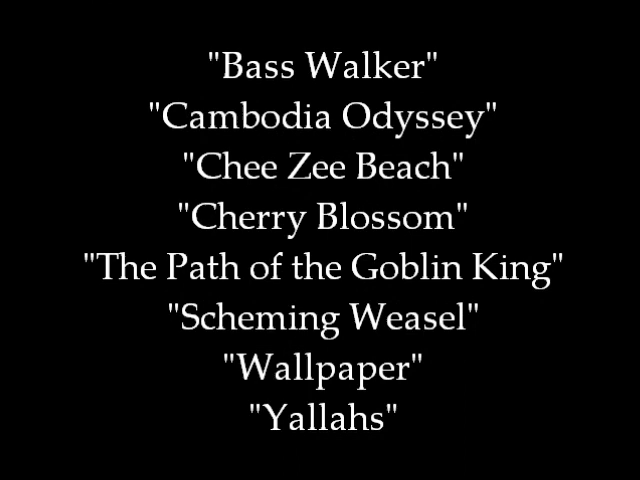 "Bass Walker"
"Cambodia Odyssey"
"Chee Zee Beach"
"Cherry Blossom"
"The Path of the Goblin King"
"Scheming Weasel"
"Wallpaper"
"Yallahs"